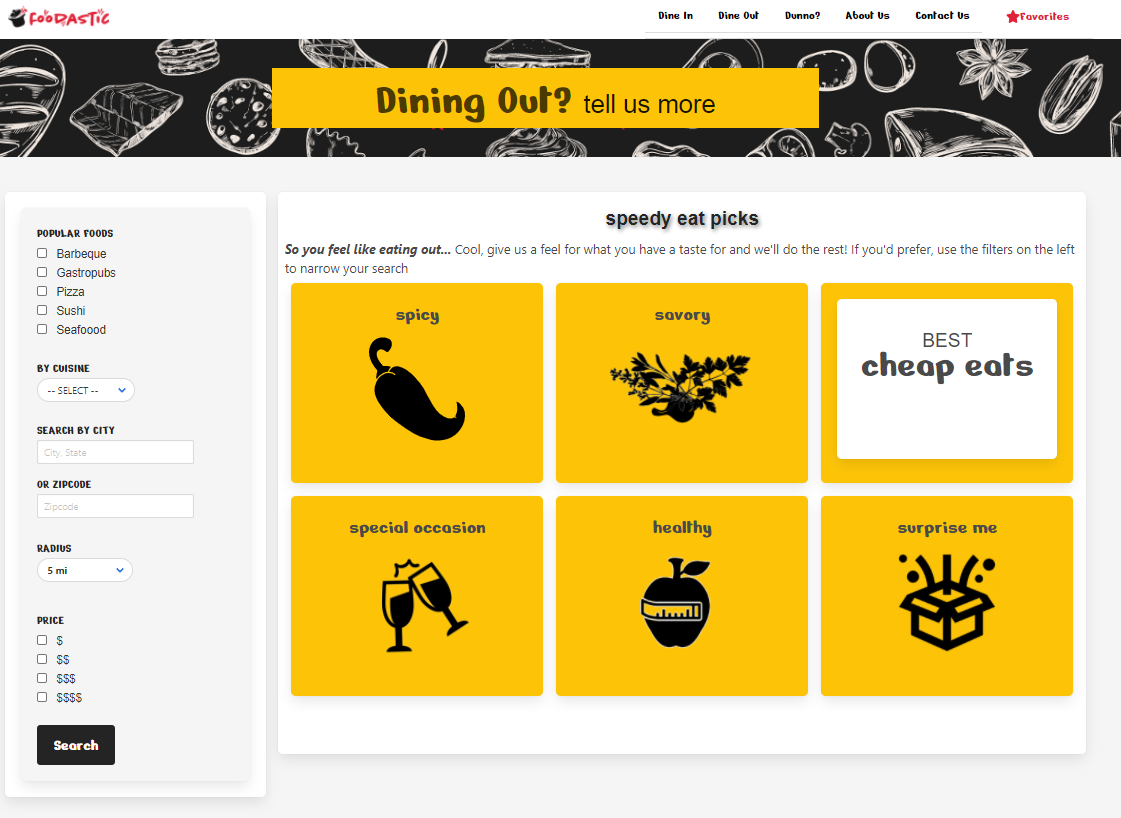 FOODASTIC
Dine In Dine Out Dunno? About Us Contact Us Favorites
Dining Out? tell us more
POPULAR FOODS
Barbeque
Gastropubs
Pizza
Sushi
Seafoood
BY CUISINE
-- SELECT --
SEARCH BY CITY
City, State
OR ZIPCODE
Zipcode
RADIUS
5 mi
PRICE
$
$$
$$$
$$$$
Search
speedy eat picks
So you feel like eating out... Cool, give us a feel for what you have a taste for and we'll do the rest! If you'd prefer, use the filters on the left
to narrow your search
spicy
savory
BEST
cheap eats
special occasion
healthy
surprise me